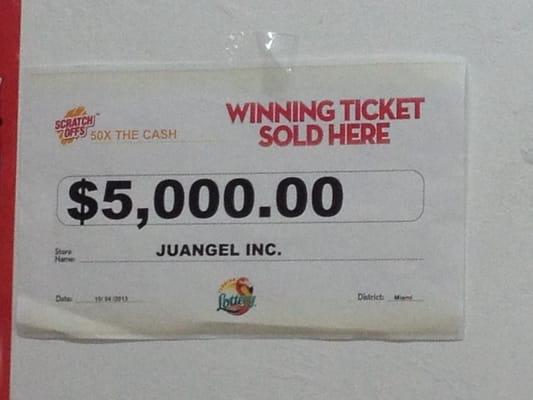 SCRATCH
OFFS
50X THE CASH
WINNING TICKET
SOLD HERE
$5,000.00
Store
Name:
JUANGEL INC.
Date:
Lottery
District: Miami